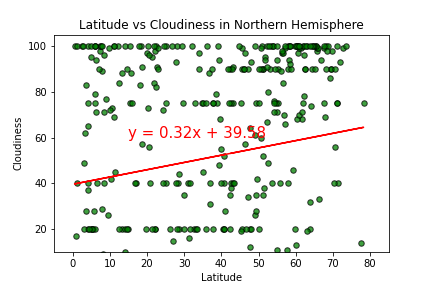 Latitude vs Cloudiness in Northern Hemisphere
100
80
60
40
20
Cloudiness
y = 0.32x + 39.58
0 10 20 30 40 50 60 70 80
Latitude